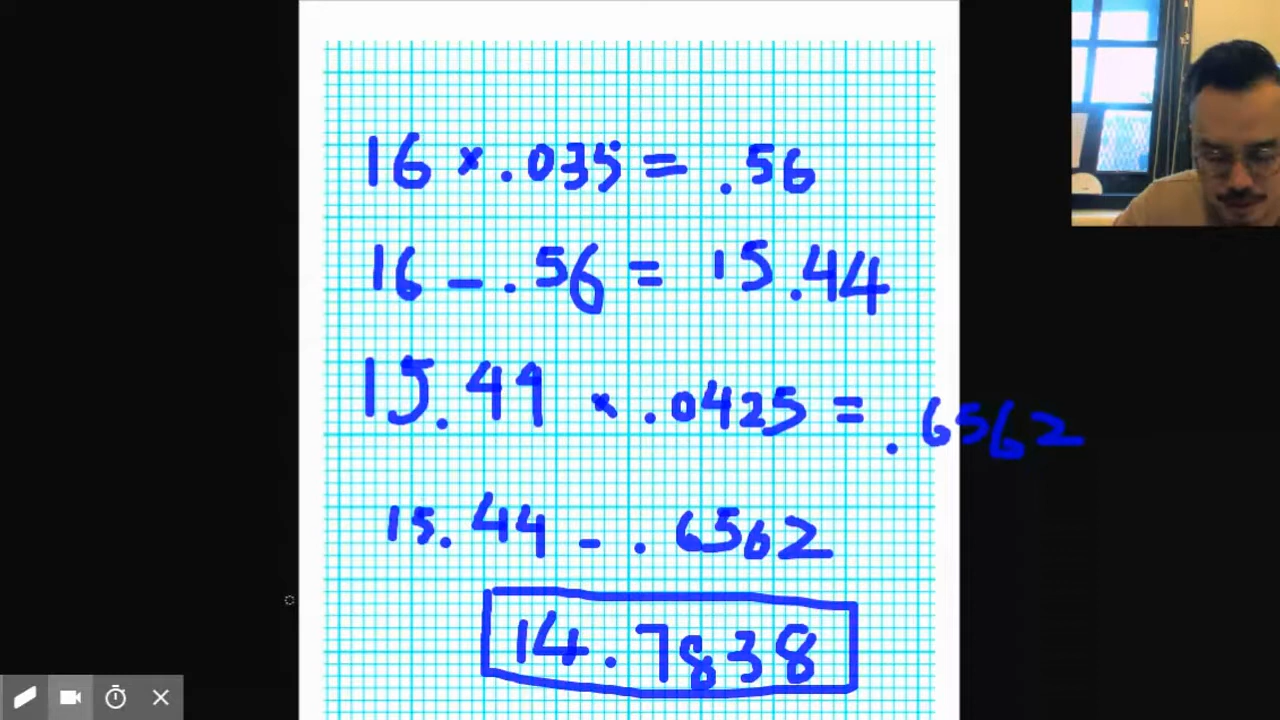 16 × .035 = .56
16 - .56 = 15.44
15.44 × .0425 = .6562
15.44 - .6562
14.7838